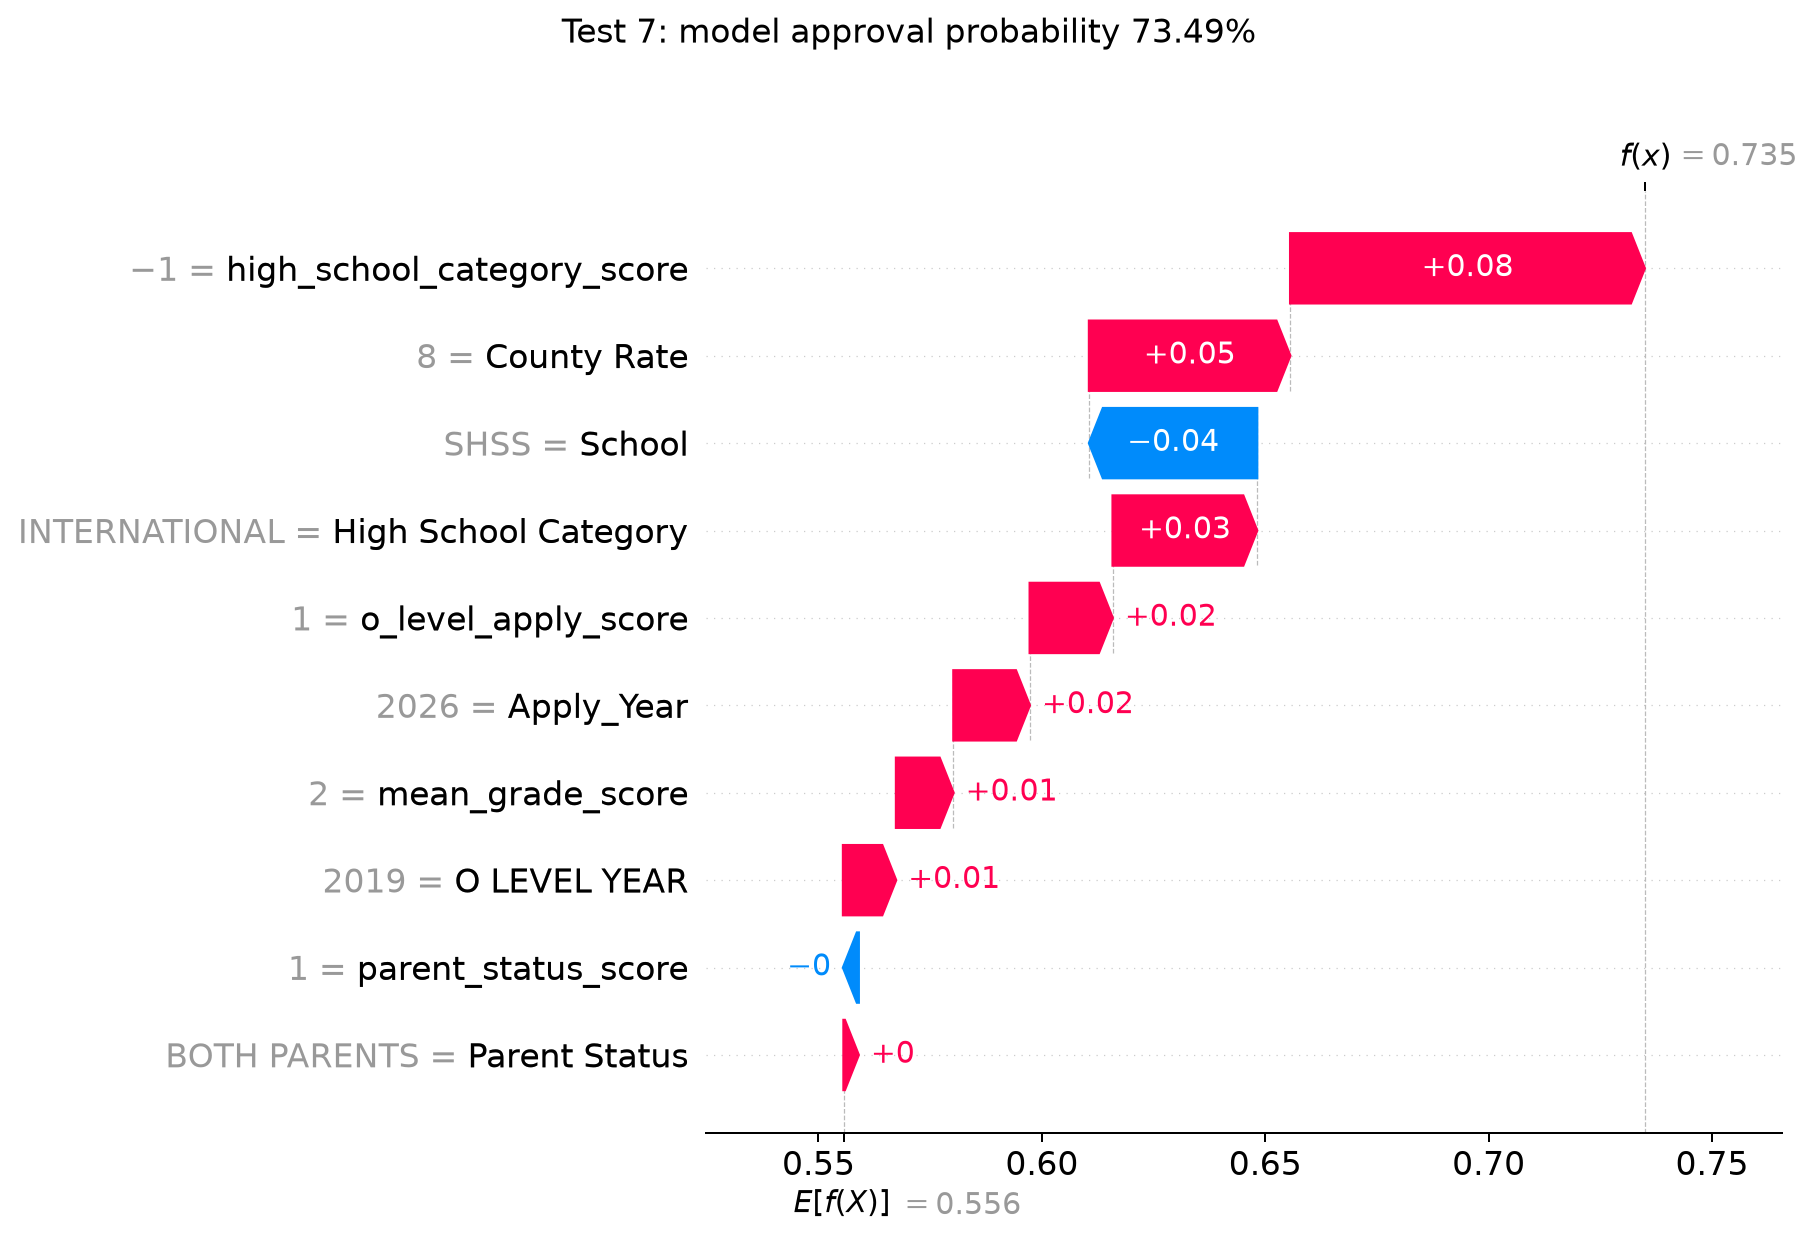 Test 7: model approval probability 73.49%
f(x) = 0.735
−1 = high_school_category_score
+0.08
8 = County Rate
+0.05
SHSS = School
−0.04
INTERNATIONAL = High School Category
+0.03
1 = o_level_apply_score
+0.02
2026 = Apply_Year
+0.02
2 = mean_grade_score
+0.01
2019 = O LEVEL YEAR
+0.01
1 = parent_status_score
−0
BOTH PARENTS = Parent Status
+0
0.55 0.60 0.65 0.70 0.75
E[f(X)] = 0.556